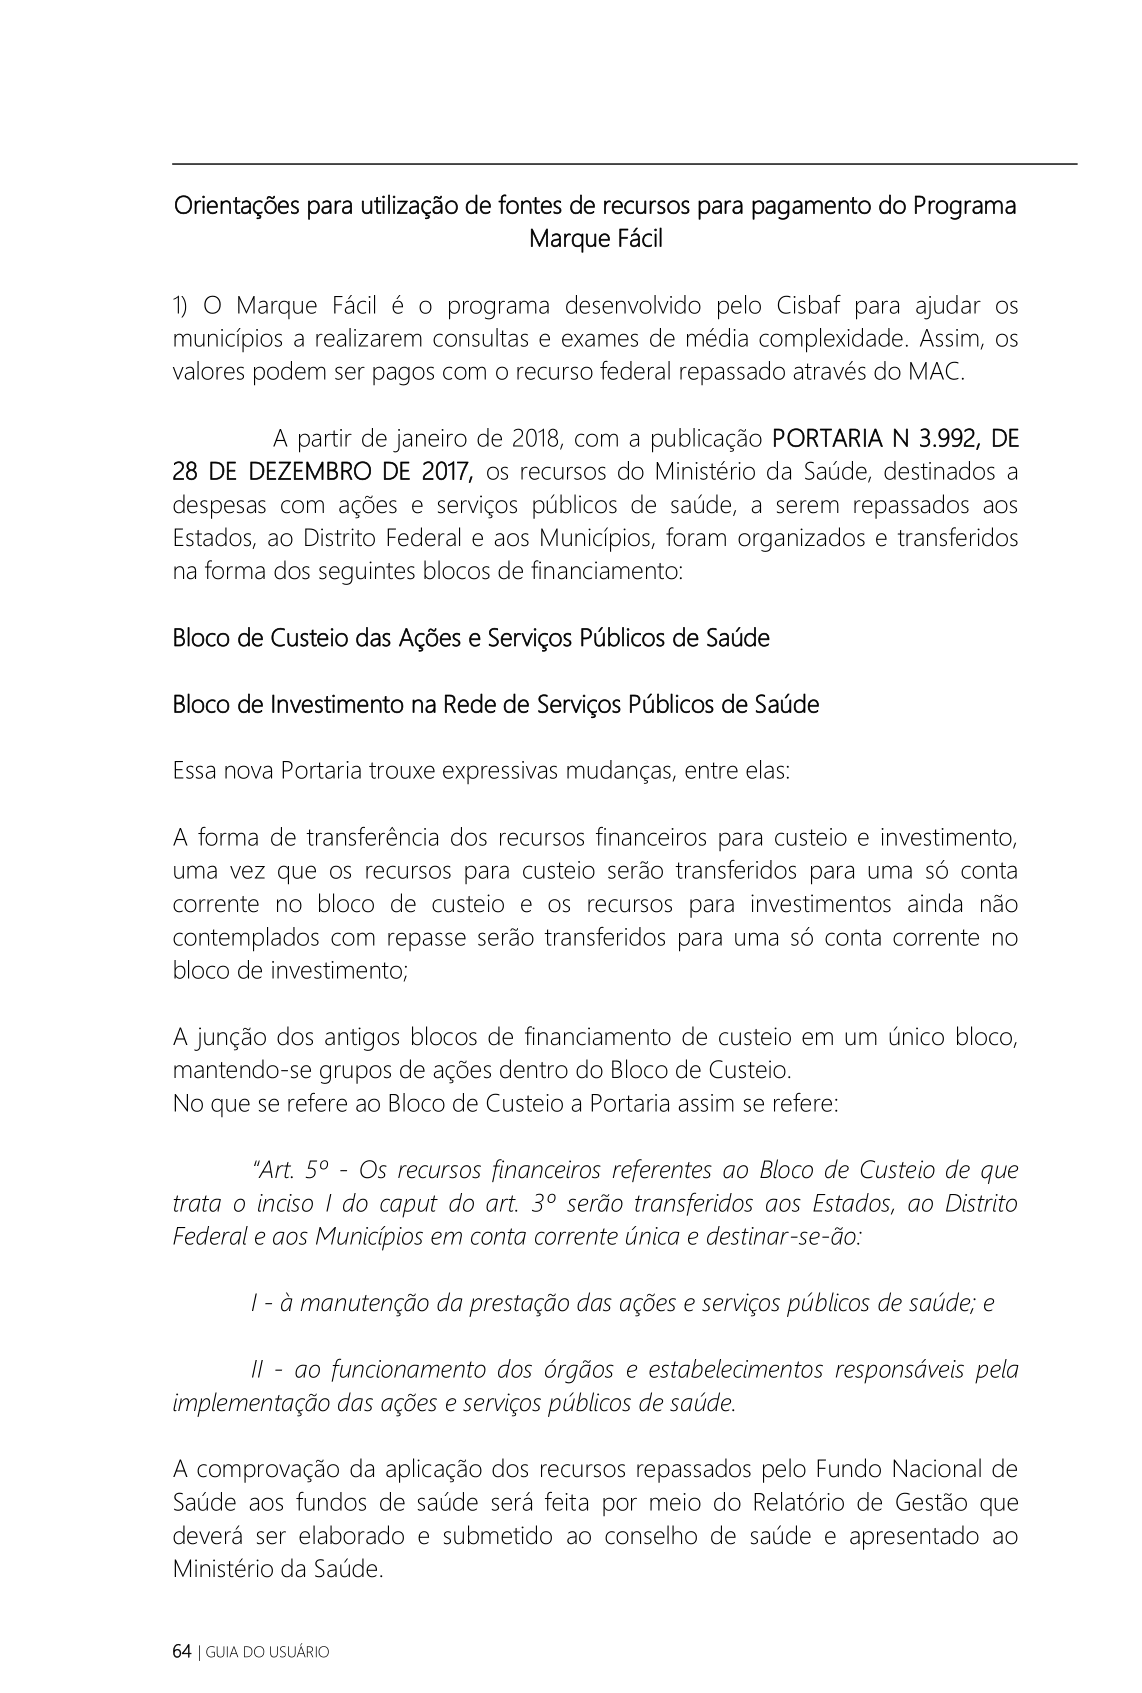 Orientações para utilização de fontes de recursos para pagamento do Programa
Marque Fácil
1) O Marque Fácil é o programa desenvolvido pelo Cisbaf para ajudar os
municípios a realizarem consultas e exames de média complexidade. Assim, os
valores podem ser pagos com o recurso federal repassado através do MAC.
A partir de janeiro de 2018, com a publicação PORTARIA N 3.992, DE
28 DE DEZEMBRO DE 2017, os recursos do Ministério da Saúde, destinados a
despesas com ações e serviços públicos de saúde, a serem repassados aos
Estados, ao Distrito Federal e aos Municípios, foram organizados e transferidos
na forma dos seguintes blocos de financiamento:
Bloco de Custeio das Ações e Serviços Públicos de Saúde
Bloco de Investimento na Rede de Serviços Públicos de Saúde
Essa nova Portaria trouxe expressivas mudanças, entre elas:
A forma de transferência dos recursos financeiros para custeio e investimento,
uma vez que os recursos para custeio serão transferidos para uma só conta
corrente no bloco de custeio e os recursos para investimentos ainda não
contemplados com repasse serão transferidos para uma só conta corrente no
bloco de investimento;
A junção dos antigos blocos de financiamento de custeio em um único bloco,
mantendo-se grupos de ações dentro do Bloco de Custeio.
No que se refere ao Bloco de Custeio a Portaria assim se refere:
“Art. 5º - Os recursos financeiros referentes ao Bloco de Custeio de que
trata o inciso I do caput do art. 3º serão transferidos aos Estados, ao Distrito
Federal e aos Municípios em conta corrente única e destinar-se-ão:
I - à manutenção da prestação das ações e serviços públicos de saúde; e
II - ao funcionamento dos órgãos e estabelecimentos responsáveis pela
implementação das ações e serviços públicos de saúde.
A comprovação da aplicação dos recursos repassados pelo Fundo Nacional de
Saúde aos fundos de saúde será feita por meio do Relatório de Gestão que
deverá ser elaborado e submetido ao conselho de saúde e apresentado ao
Ministério da Saúde.
64 | GUIA DO USUÁRIO